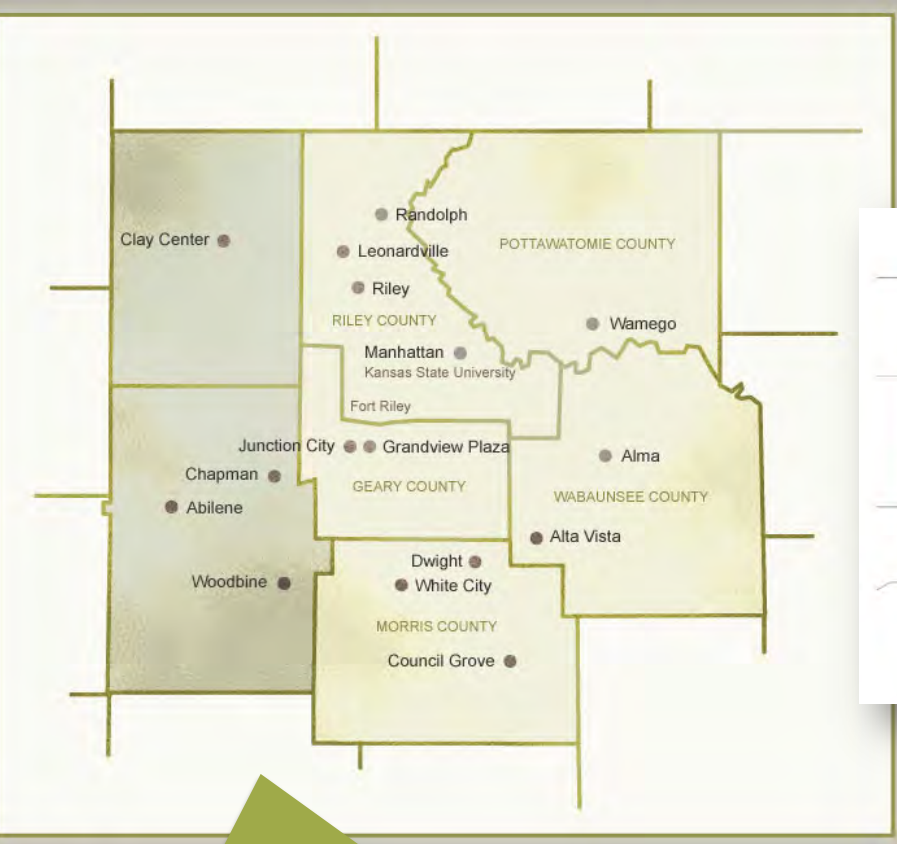 Randolph
Clay Center
POTTAWATOMIE COUNTY
Leonardville
Riley
RILEY COUNTY
Wamego
Manhattan
Kansas State University
Fort Riley
Junction City
Grandview Plaza
Alma
Chapman
GEARY COUNTY
WABAUNSEE COUNTY
Abilene
Alta Vista
Dwight
Woodbine
White City
MORRIS COUNTY
Council Grove